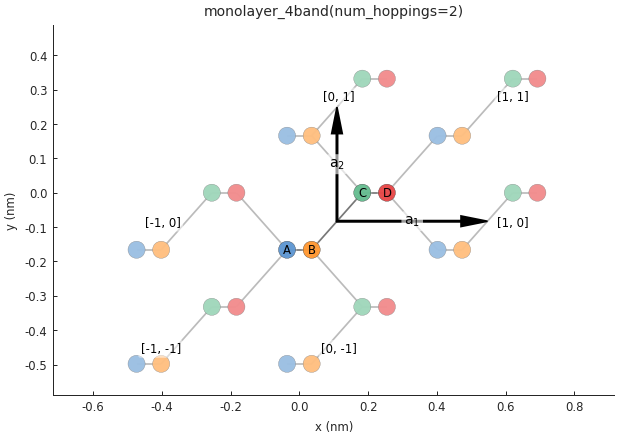 monolayer_4band(num_hoppings=2)
y (nm)
0.4
0.3
0.2
0.1
0.0
-0.1
-0.2
-0.3
-0.4
-0.5
[0, 1]
[1, 1]
a₂
C D
[-1, 0]
a₁
[1, 0]
A B
[-1, -1]
[0, -1]
-0.6 -0.4 -0.2 0.0 0.2 0.4 0.6 0.8
x (nm)